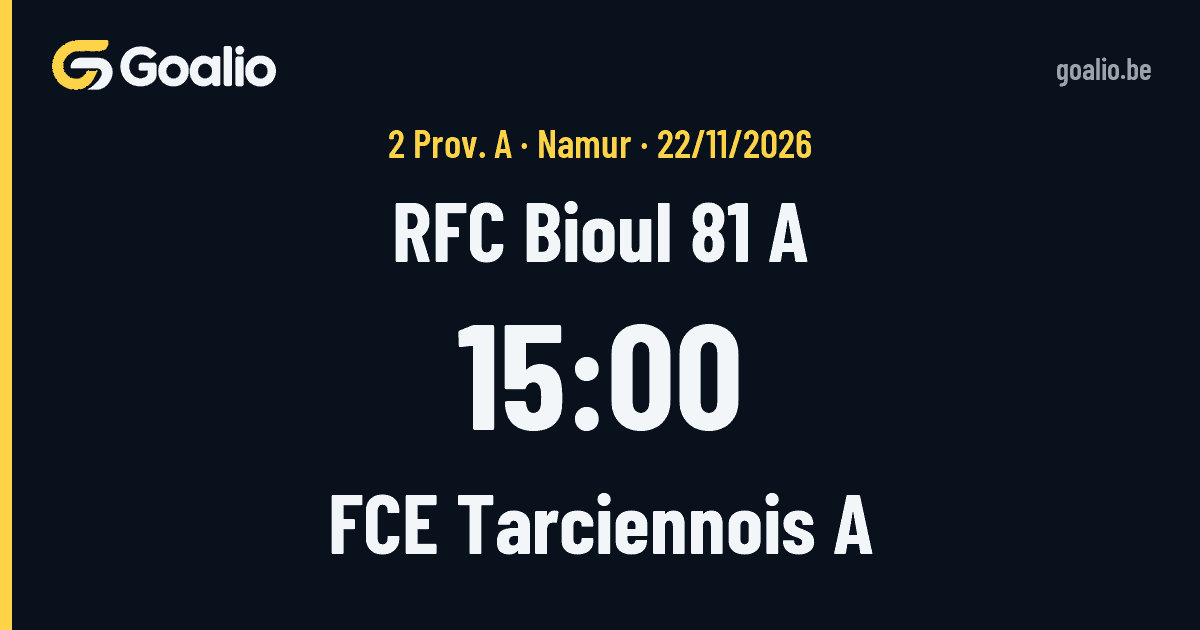 Goalio
goalio.be
2 Prov. A · Namur · 22/11/2026
RFC Bioul 81 A
15:00
FCE Tarciennois A